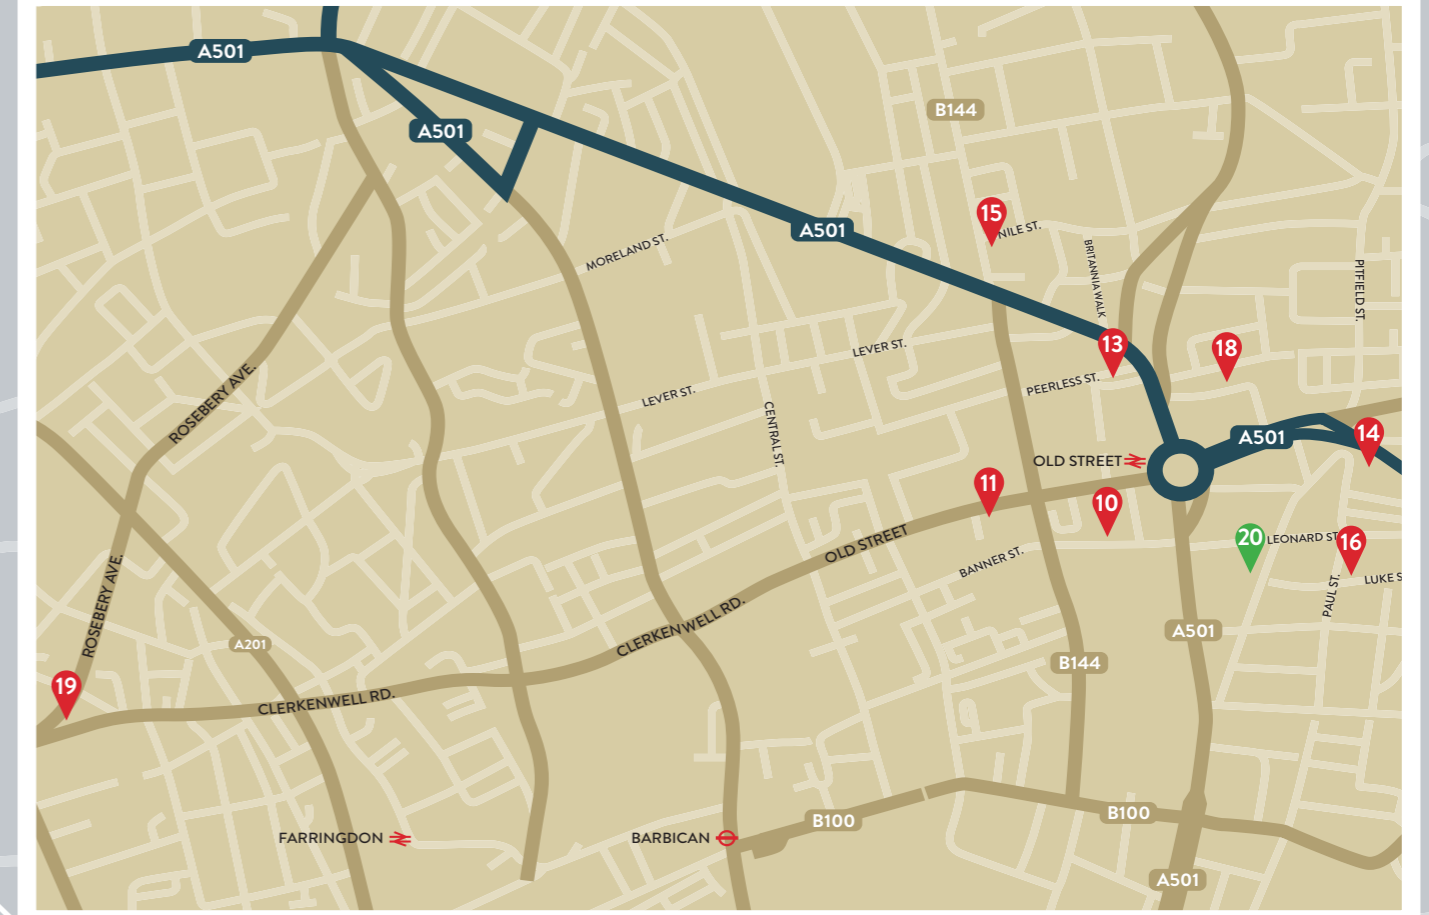 A501
A501
B144
A501
15
NILE ST.
MORELAND ST.
BRITANNIA WALK
PITFIELD ST.
13
18
LEVER ST.
PEERLESS ST.
ROSEBERY AVE.
LEVER ST.
CENTRAL ST.
A501
14
OLD STREET
11
10
OLD STREET
20
LEONARD ST
16
BANNER ST.
PAUL ST.
LUKE S
ROSEBERY AVE.
CLERKENWELL RD.
A501
A201
B144
19
CLERKENWELL RD.
B100
B100
FARRINGDON
BARBICAN
A501